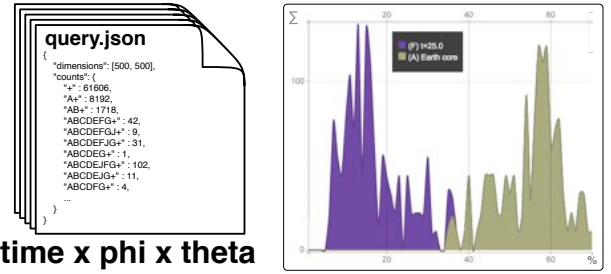 query.json
{
"dimensions": [500, 500],
"counts": {
"+" : 61606,
"A+" : 8192,
"AB+" : 1718,
"ABCDEFG+" : 42,
"ABCDEFGJ+" : 9,
"ABCDEFJG+" : 31,
"ABCDEG+" : 1,
"ABCDEJFG+" : 102,
"ABCDEJG+" : 11,
"ABCDFG+" : 4,
...
}
}
time x phi x theta
Σ
20 40 60
(F) t=25.0
(A) Earth core
100
0
20 40 60 %